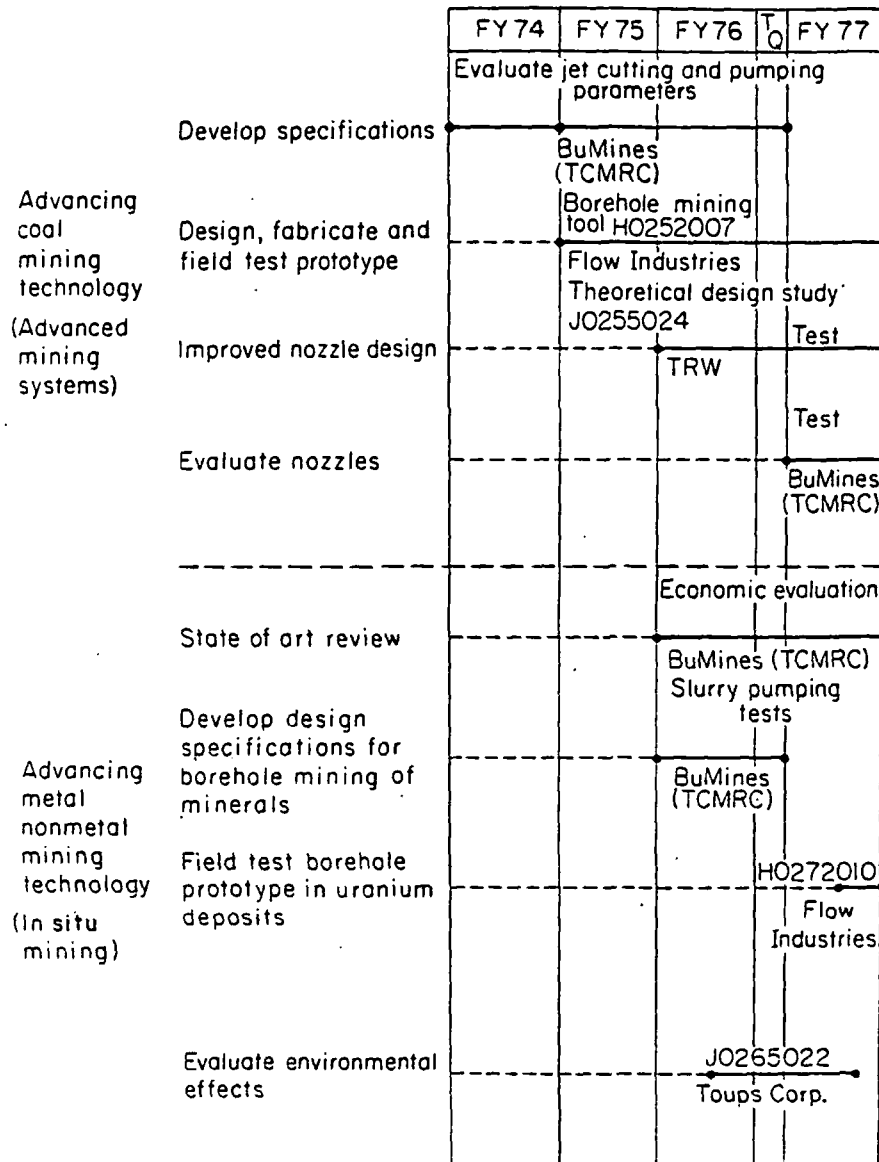 FY 74 FY 75 FY 76 TQ FY 77
Evaluate jet cutting and pumping
parameters
Develop specifications
BuMines
(TCMRC)
Advancing
coal
mining
technology
(Advanced
mining
systems)
Borehole mining
tool H0252007
Design, fabricate and
field test prototype
Flow Industries
Theoretical design study
J0255024
Improved nozzle design
Test
TRW
Test
Evaluate nozzles
BuMines
(TCMRC)
Economic evaluation
State of art review
BuMines (TCMRC)
Slurry pumping
tests
Develop design
specifications for
borehole mining of
minerals
BuMines
(TCMRC)
Advancing
metal
nonmetal
mining
technology
(In situ
mining)
Field test borehole
prototype in uranium
deposits
H0272010
Flow
Industries.
Evaluate environmental
effects
J0265022
Toups Corp.